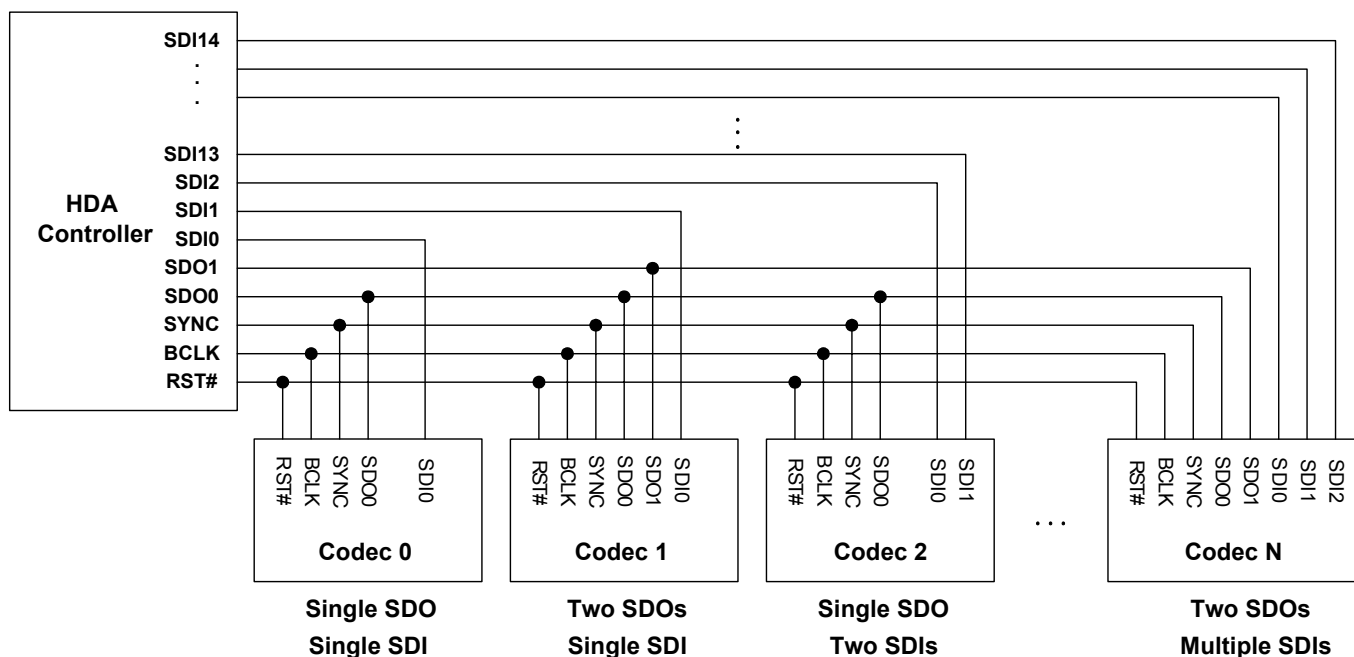 SDI14
.
.
.
SDI13
SDI2
SDI1
SDI0
SDO1
SDO0
SYNC
BCLK
RST#
HDA
Controller
. . .
RST#
BCLK
SYNC
SDO0
SDI0
Codec 0
Single SDO
Single SDI
RST#
BCLK
SYNC
SDO0
SDO1
SDI0
Codec 1
Two SDOs
Single SDI
RST#
BCLK
SYNC
SDO0
SDI0
SDI1
Codec 2
Single SDO
Two SDIs
. . .
RST#
BCLK
SYNC
SDO0
SDO1
SDI0
SDI1
SDI2
Codec N
Two SDOs
Multiple SDIs